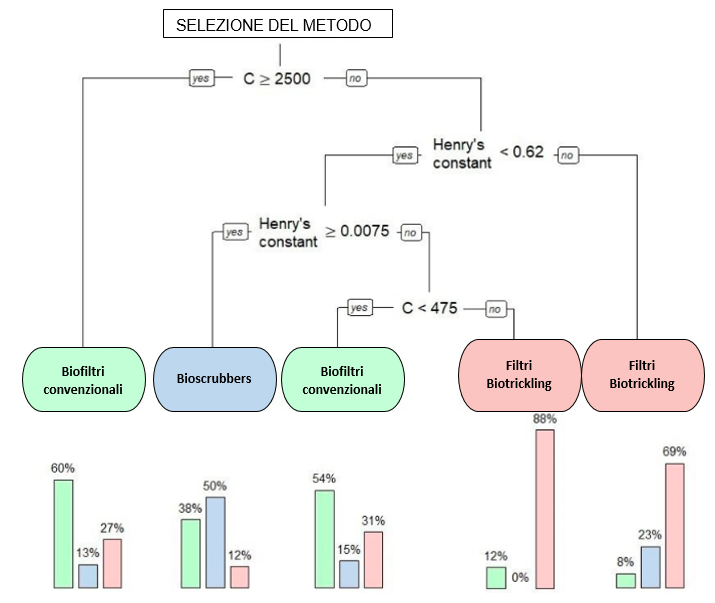 SELEZIONE DEL METODO
yes
C ≥ 2500
no
yes
Henry's
constant
< 0.62
no
yes
Henry's
constant
≥ 0.0075
no
yes
C < 475
no
Biofiltri
convenzionali
Bioscrubbers
Biofiltri
convenzionali
Filtri
Biotrickling
Filtri
Biotrickling
60%
13%
27%
38%
50%
12%
54%
15%
31%
12%
0%
88%
8%
23%
69%